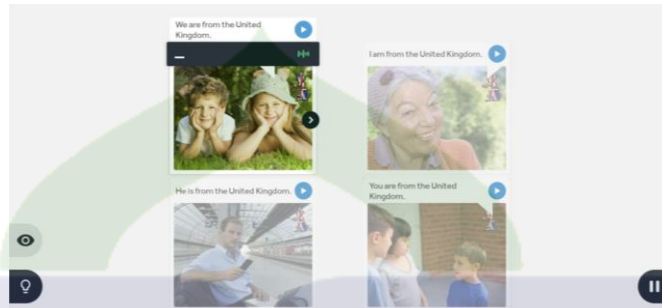 We are from the United
Kingdom.
I am from the United Kingdom.
He is from the United Kingdom.
You are from the United
Kingdom.